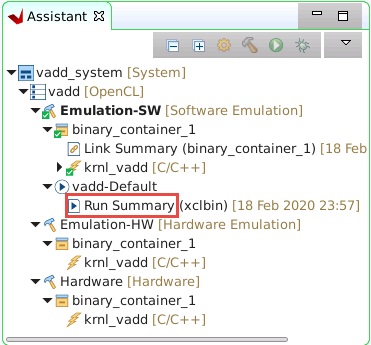 Assistant
vadd_system [System]
vadd [OpenCL]
Emulation-SW [Software Emulation]
binary_container_1
Link Summary (binary_container_1) [18 Feb
krnl_vadd [C/C++]
vadd-Default
Run Summary (xclbin) [18 Feb 2020 23:57]
Emulation-HW [Hardware Emulation]
binary_container_1
krnl_vadd [C/C++]
Hardware [Hardware]
binary_container_1
krnl_vadd [C/C++]